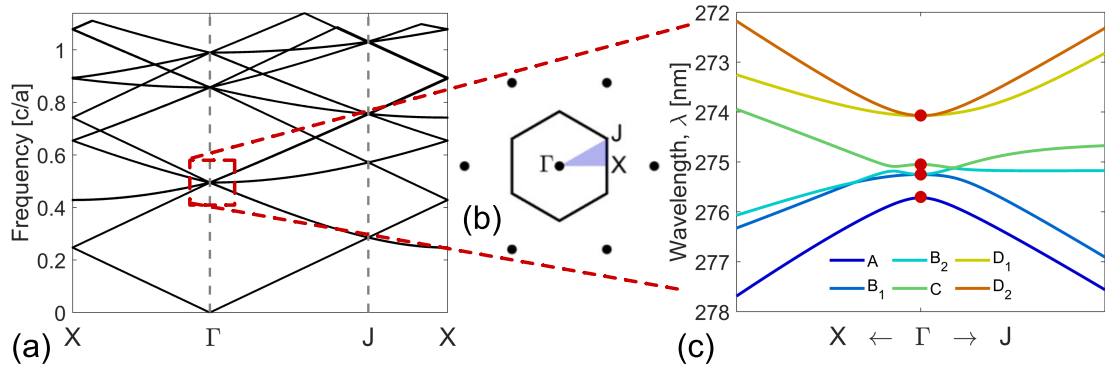 1
0.8
0.6
0.4
0.2
0
Frequency [c/a]
X Γ J X
(a)
Γ
J
X
(b)
272
273
274
275
276
277
278
Wavelength, λ [nm]
A B₂ D₁
B₁ C D₂
X ← Γ → J
(c)